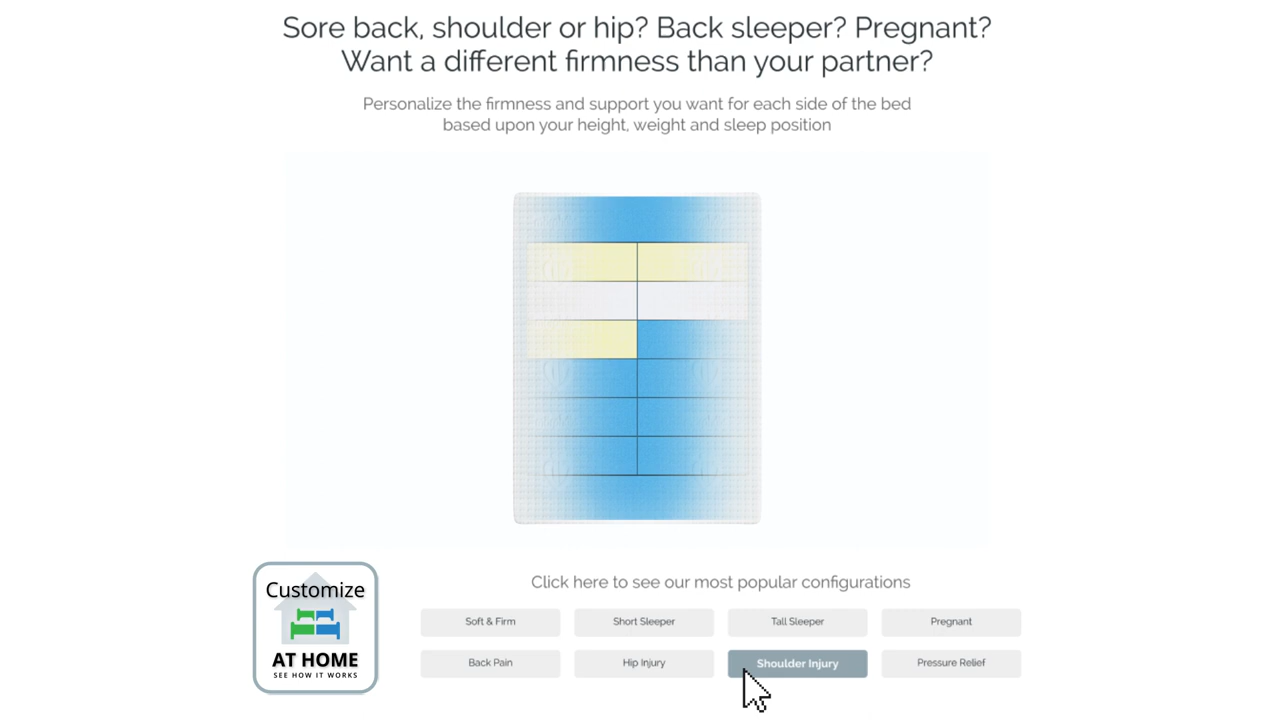 Sore back, shoulder or hip? Back sleeper? Pregnant?
Want a different firmness than your partner?
Personalize the firmness and support you want for each side of the bed
based upon your height, weight and sleep position
Customize
AT HOME
SEE HOW IT WORKS
Click here to see our most popular configurations
Soft & Firm
Short Sleeper
Tall Sleeper
Pregnant
Back Pain
Hip Injury
Shoulder Injury
Pressure Relief